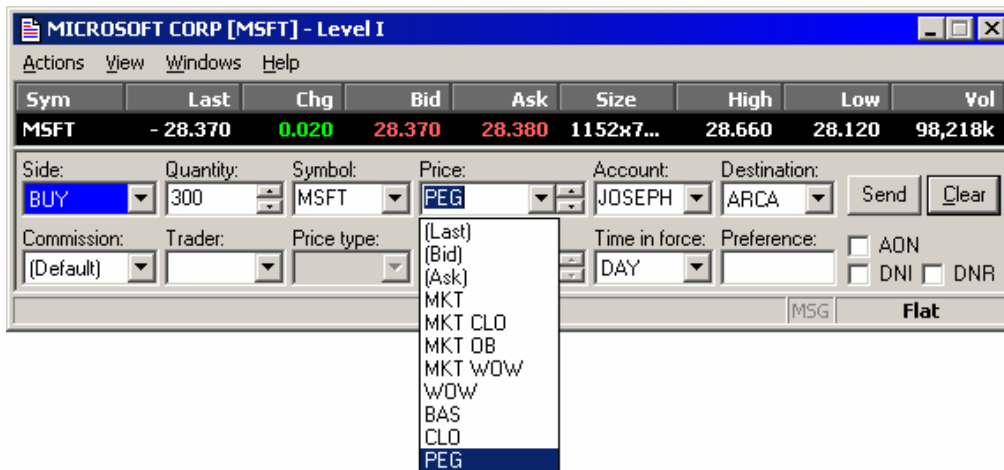 MICROSOFT CORP [MSFT] - Level I
Actions View Windows Help
Sym Last Chg Bid Ask Size High Low Vol
MSFT - 28.370 0.020 28.370 28.380 1152x7... 28.660 28.120 98,218k
Side: Quantity: Symbol: Price: Account: Destination:
BUY 300 MSFT PEG JOSEPH ARCA Send Clear
Commission: Trader: Price type: Time in force: Preference: AON
(Default) DAY DNI DNR
MSG Flat
(Last)
(Bid)
(Ask)
MKT
MKT CLO
MKT OB
MKT WOW
WOW
BAS
CLO
PEG